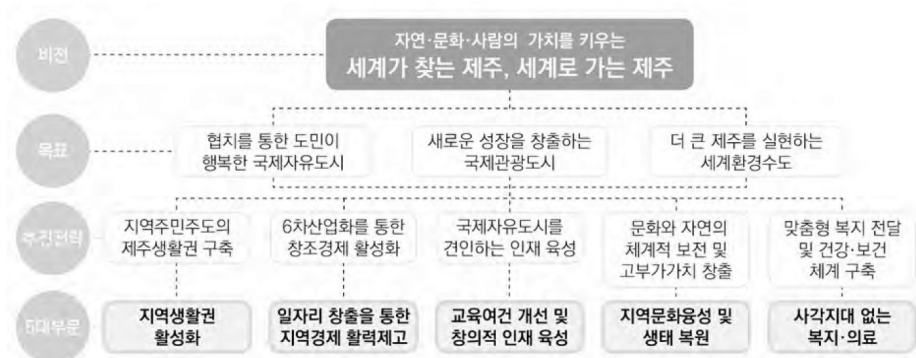 비전
자연·문화·사람의 가치를 키우는
세계가 찾는 제주, 세계로 가는 제주
목표
협치를 통한 도민이
행복한 국제자유도시
새로운 성장을 창출하는
국제관광도시
더 큰 제주를 실현하는
세계환경수도
추진전략
지역주민주도의
제주생활권 구축
6차산업화를 통한
창조경제 활성화
국제자유도시를
견인하는 인재 육성
문화와 자연의
체계적 보전 및
고부가가치 창출
맞춤형 복지 전달
및 건강·보건
체계 구축
5대부문
지역생활권
활성화
일자리 창출을 통한
지역경제 활력제고
교육여건 개선 및
창의적 인재 육성
지역문화융성 및
생태 복원
사각지대 없는
복지·의료